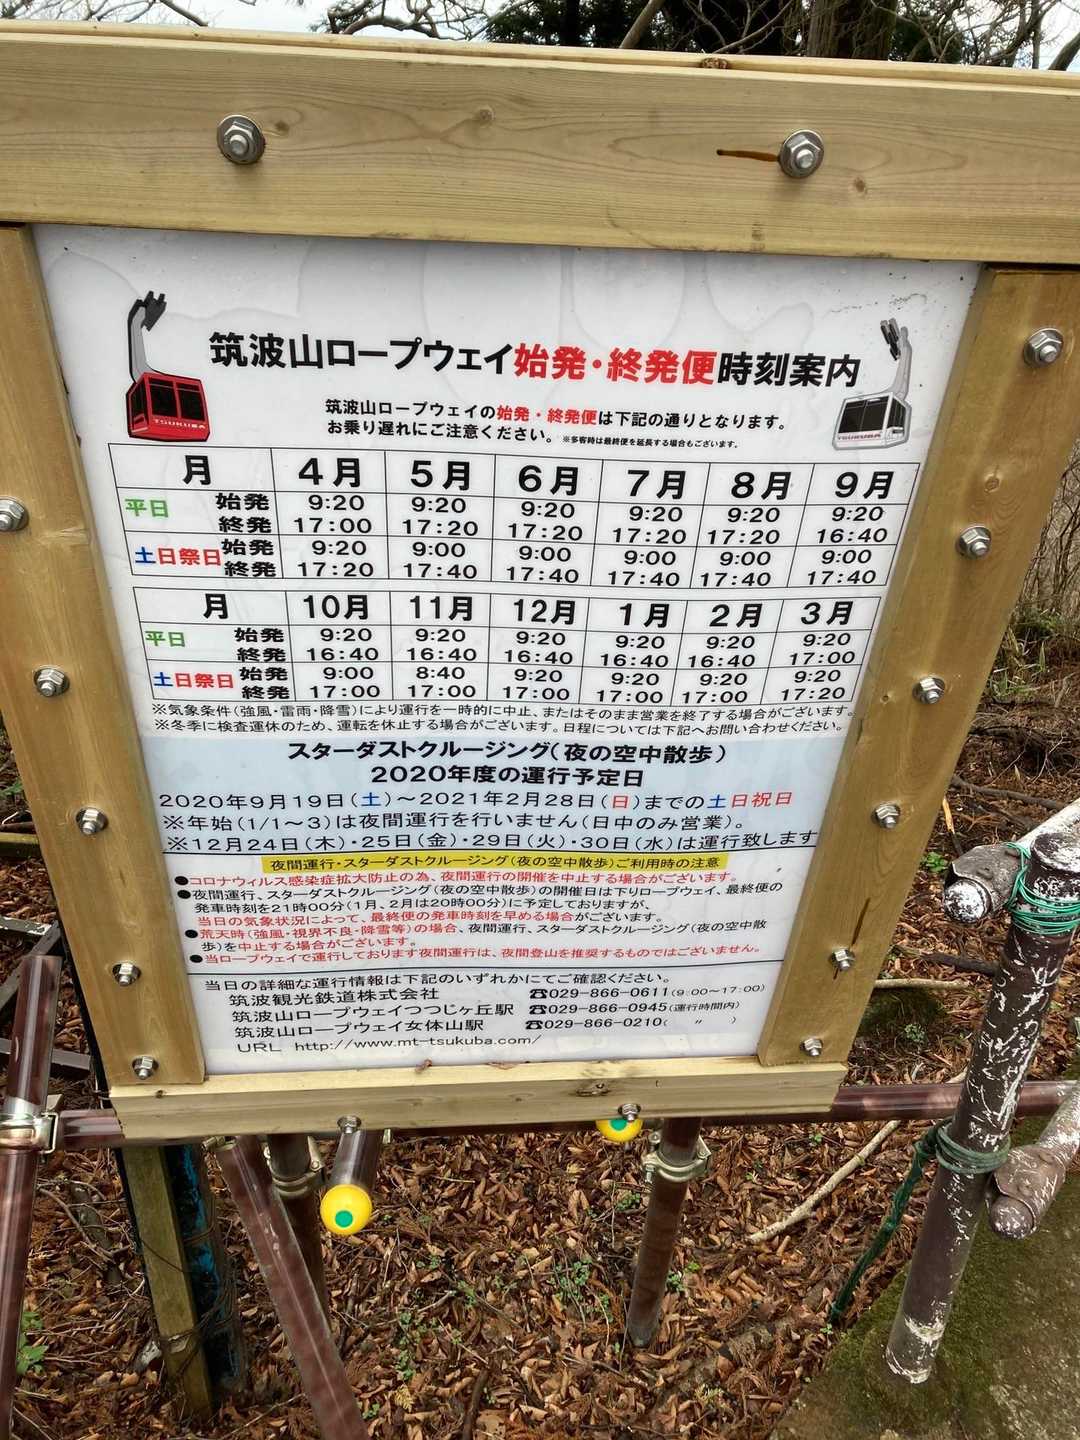 筑波山ロープウェイ始発・終発便時刻案内
TSUKUBA
TSUKUBA
筑波山ロープウェイの始発・終発便は下記の通りとなります。
お乗り遅れにご注意ください。 ※多客時は最終便を延長する場合もございます。
月 4月 5月 6月 7月 8月 9月
平日 始発 9:20 9:20 9:20 9:20 9:20 9:20
終発 17:00 17:20 17:20 17:20 17:20 16:40
土日祭日 始発 9:20 9:00 9:00 9:00 9:00 9:00
終発 17:20 17:40 17:40 17:40 17:40 17:40
月 10月 11月 12月 1月 2月 3月
平日 始発 9:20 9:20 9:20 9:20 9:20 9:20
終発 16:40 16:40 16:40 16:40 16:40 17:00
土日祭日 始発 9:00 8:40 9:20 9:20 9:20 9:20
終発 17:00 17:00 17:00 17:00 17:00 17:20
※気象条件(強風・雷雨・降雪)により運行を一時的に中止、またはそのまま営業を終了する場合がございます。
※冬季に検査運休のため、運転を休止する場合がございます。日程については下記へお問い合わせください。
スターダストクルージング(夜の空中散歩)
2020年度の運行予定日
2020年9月19日(土)～2021年2月28日(日)までの土日祝日
※年始(1/1～3)は夜間運行を行いません(日中のみ営業)。
※12月24日(木)・25日(金)・29日(火)・30日(水)は運行致します
夜間運行・スターダストクルージング(夜の空中散歩)ご利用時の注意
●コロナウィルス感染症拡大防止の為、夜間運行の開催を中止する場合がございます。
●夜間運行、スターダストクルージング(夜の空中散歩)の開催日は下りロープウェイ、最終便の
発車時刻を21時00分(1月、2月は20時00分)に予定しておりますが、
当日の気象状況によって、最終便の発車時刻を早める場合がございます。
●荒天時(強風・視界不良・降雪等)の場合、夜間運行、スターダストクルージング(夜の空中散
歩)を中止する場合がございます。
●当ロープウェイで運行しております夜間運行は、夜間登山を推奨するものではございません。
当日の詳細な運行情報は下記のいずれかにてご確認ください。
筑波観光鉄道株式会社 ☎029-866-0611(9:00～17:00)
筑波山ロープウェイつつじヶ丘駅 ☎029-866-0945(運行時間内)
筑波山ロープウェイ女体山駅 ☎029-866-0210( 〃 )
URL http://www.mt-tsukuba.com/